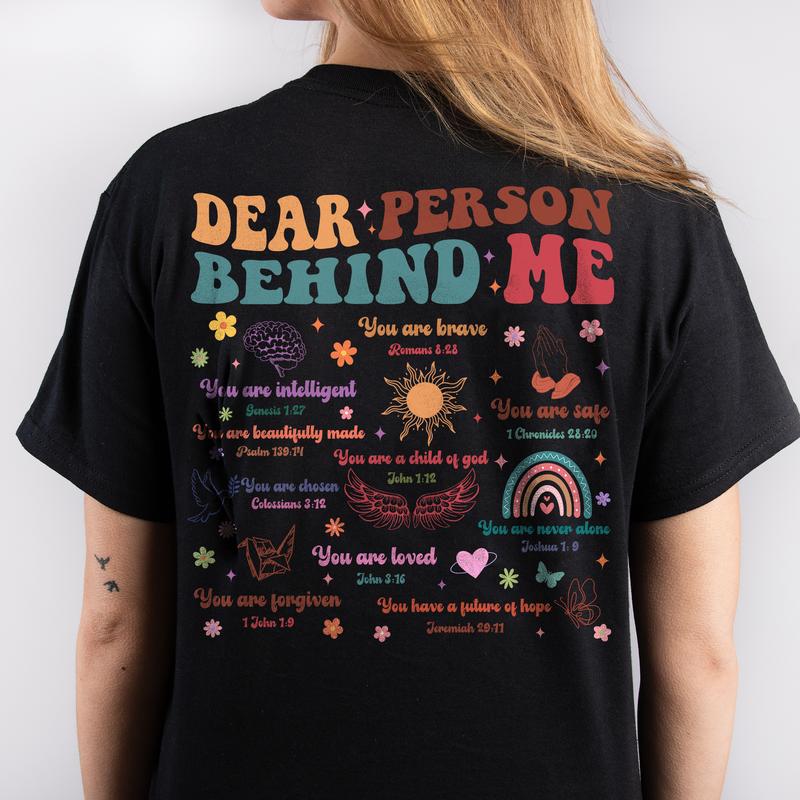 DEAR PERSON
BEHIND ME
You are brave
Romans 8:28
You are intelligent
Genesis 1:27
You are safe
1 Chronicles 28:20
You are beautifully made
Psalm 139:14
You are a child of god
John 1:12
You are chosen
Colossians 3:12
You are never alone
Joshua 1: 9
You are loved
John 3:16
You are forgiven
1 John 1:9
You have a future of hope
Jeremiah 29:11